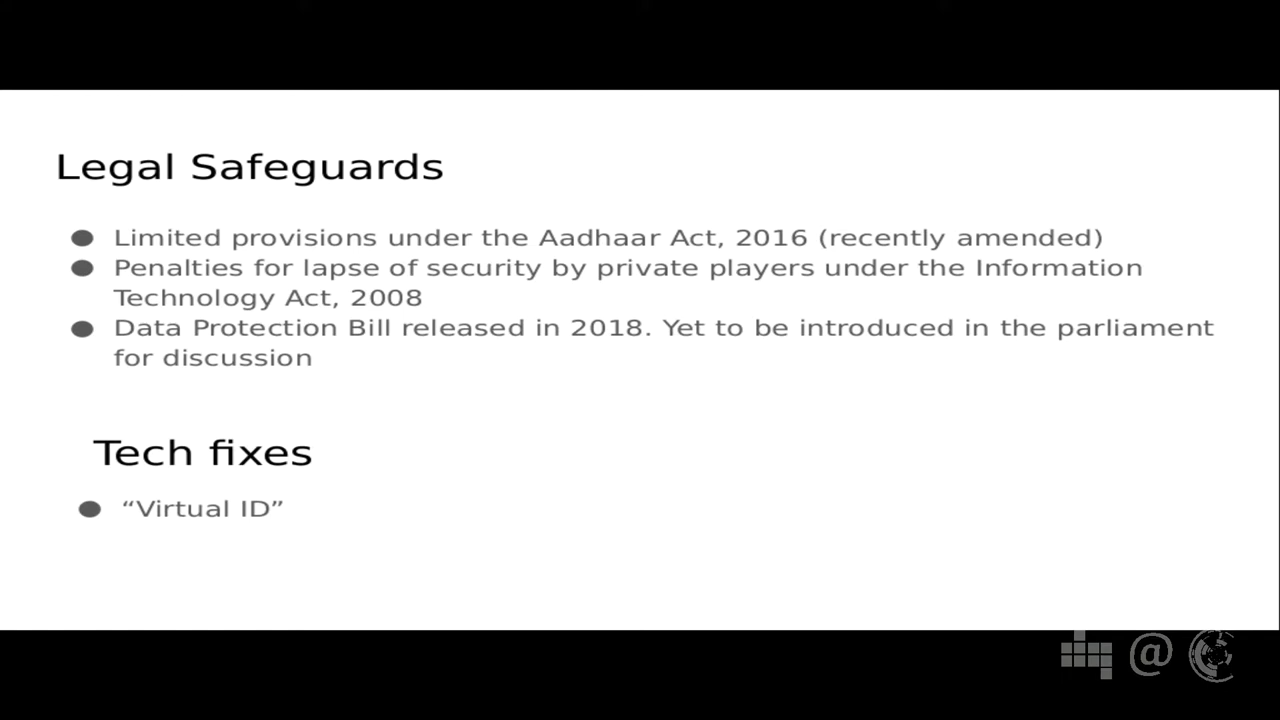 Legal Safeguards
● Limited provisions under the Aadhaar Act, 2016 (recently amended)
● Penalties for lapse of security by private players under the Information
Technology Act, 2008
● Data Protection Bill released in 2018. Yet to be introduced in the parliament
for discussion
Tech fixes
● “Virtual ID”
@